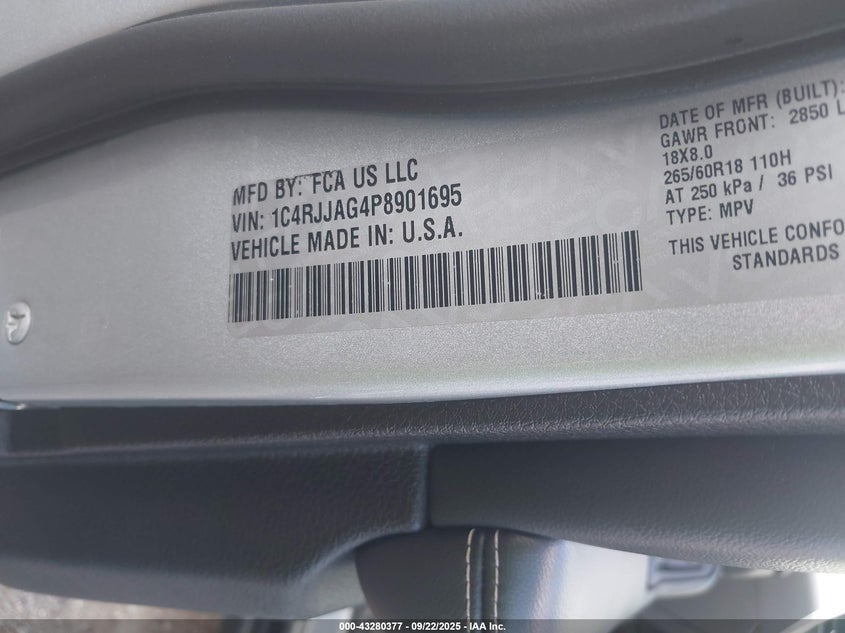 MFD BY: FCA US LLC
VIN: 1C4RJJAG4P8901695
VEHICLE MADE IN: U.S.A.
DATE OF MFR (BUILT):
GAWR FRONT: 2850 L
18X8.0
265/60R18 110H
AT 250 kPa / 36 PSI
TYPE: MPV
THIS VEHICLE CONFO
STANDARDS
000-43280377 - 09/22/2025 - © IAA, Inc.